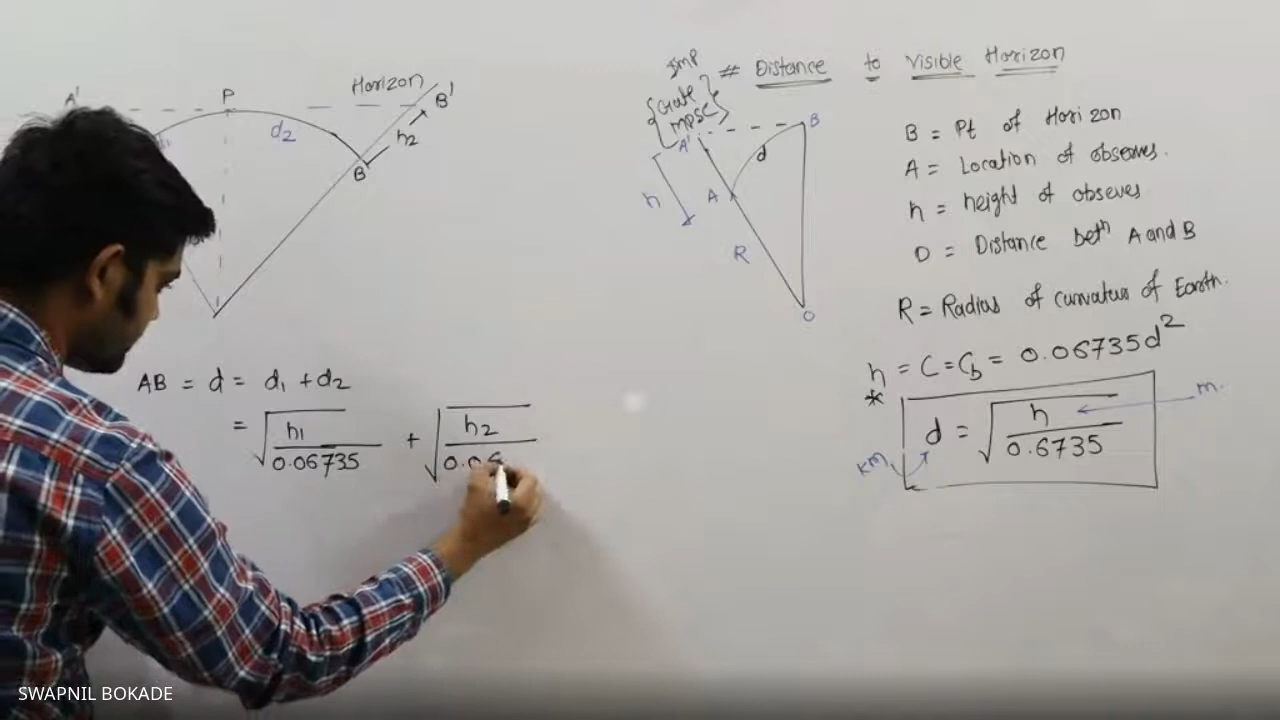 A'
P
Horizon
B'
d2
h2
B
AB = d = d1 + d2
= √h1/0.06735 + √h2/0.06
Imp
{Gate
MPSC}
# Distance to Visible Horizon
A'
B
d
h
A
R
O
B = Pt of Horizon
A = Location of observes.
h = height of obseves
D = Distance betn A and B
R = Radius of curvature of Earth.
h = C = Cb = 0.06735d²
*
d = √h/0.6735
m.
km
SWAPNIL BOKADE